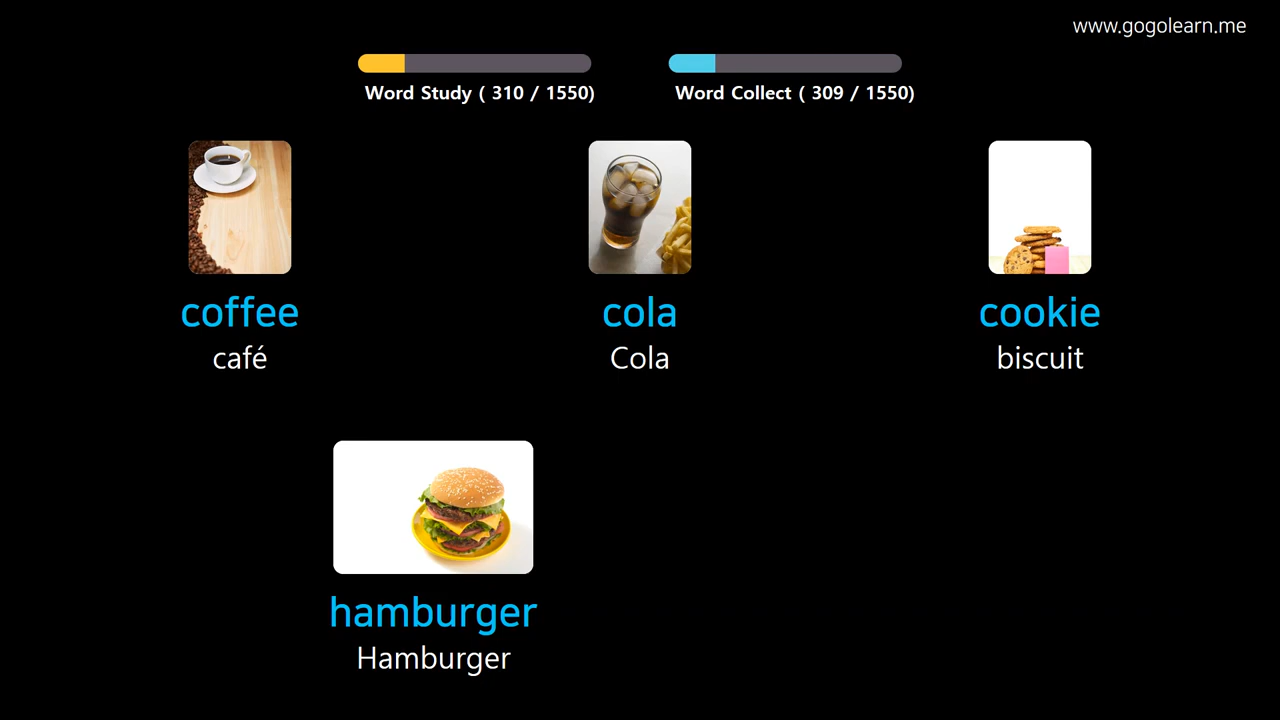 www.gogolearn.me
Word Study ( 310 / 1550)
Word Collect ( 309 / 1550)
coffee
café
cola
Cola
cookie
biscuit
hamburger
Hamburger